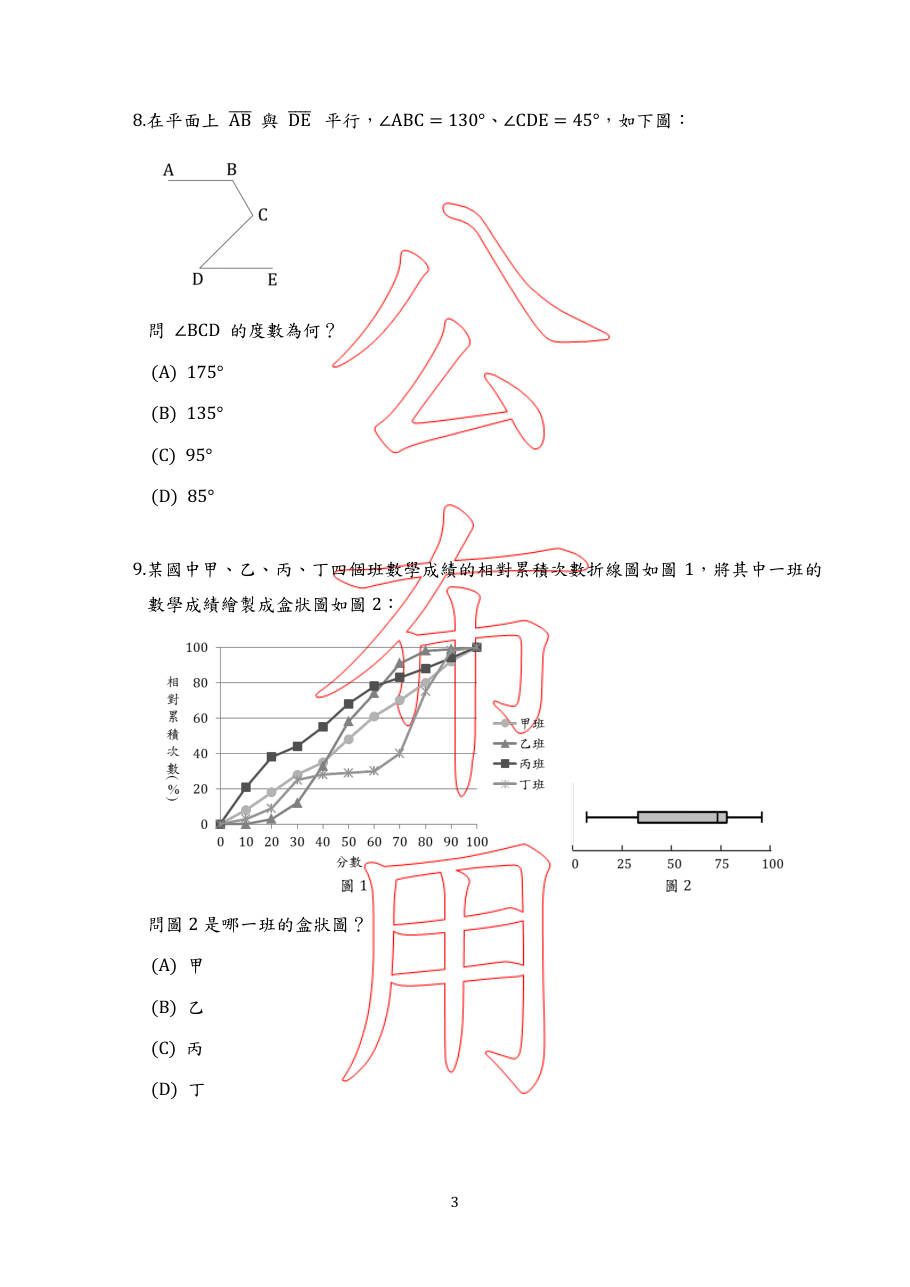 8.在平面上 AB 與 DE 平行，∠ABC = 130°、∠CDE = 45°，如下圖：
A B
C
D E
問 ∠BCD 的度數為何？
(A) 175°
(B) 135°
(C) 95°
(D) 85°
9.某國中甲、乙、丙、丁四個班數學成績的相對累積次數折線圖如圖 1，將其中一班的
數學成績繪製成盒狀圖如圖 2：
相對累積次數(%)
100
80
60
40
20
0
0 10 20 30 40 50 60 70 80 90 100
分數
甲班
乙班
丙班
丁班
圖 1
0 25 50 75 100
圖 2
問圖 2 是哪一班的盒狀圖？
(A) 甲
(B) 乙
(C) 丙
(D) 丁
公布用
3